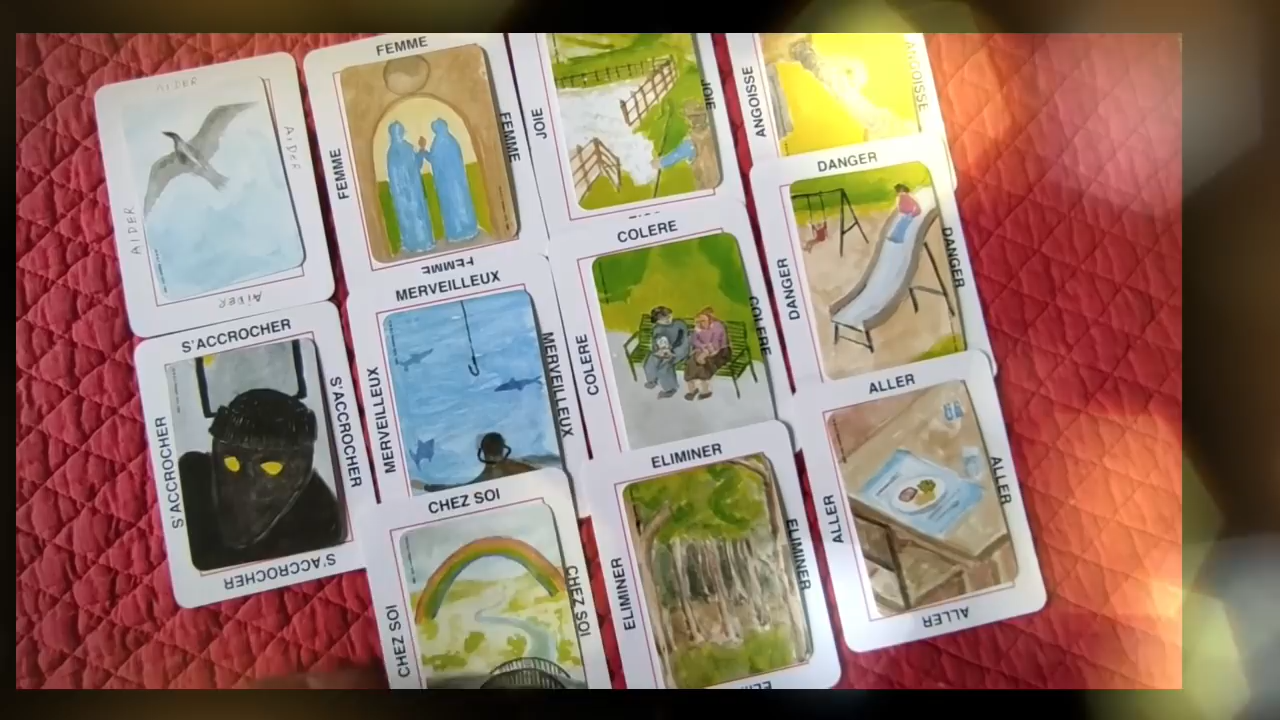 AIDER
AIDER
AIDER
AIDER
FEMME
FEMME
FEMME
FEMME
JOIE
JOIE
ANGOISSE
ANGOISSE
DANGER
DANGER
DANGER
S'ACCROCHER
S'ACCROCHER
S'ACCROCHER
S'ACCROCHER
MERVEILLEUX
MERVEILLEUX
MERVEILLEUX
COLERE
COLERE
COLERE
ALLER
ALLER
ALLER
ALLER
CHEZ SOI
CHEZ SOI
CHEZ SOI
ELIMINER
ELIMINER
ELIMINER